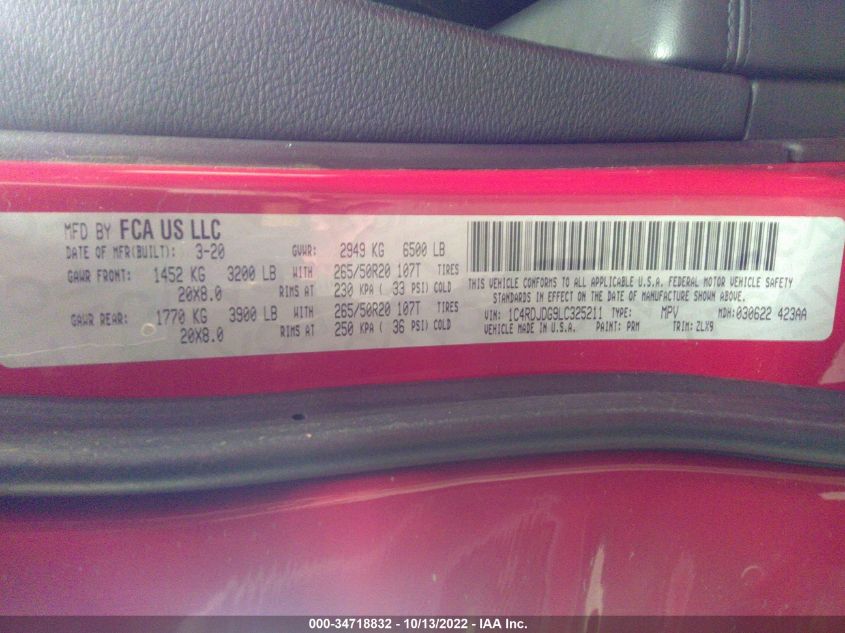 MFD BY FCA US LLC
DATE OF MFR(BUILT): 3-20 GVWR: 2949 KG 6500 LB
GAWR FRONT: 1452 KG 3200 LB WITH 265/50R20 107T TIRES
20X8.0 RIMS AT 230 KPA ( 33 PSI) COLD
GAWR REAR: 1770 KG 3900 LB WITH 265/50R20 107T TIRES
20X8.0 RIMS AT 250 KPA ( 36 PSI) COLD
THIS VEHICLE CONFORMS TO ALL APPLICABLE U.S.A. FEDERAL MOTOR VEHICLE SAFETY
STANDARDS IN EFFECT ON THE DATE OF MANUFACTURE SHOWN ABOVE.
VIN: 1C4RDJDG9LC325211 TYPE: MPV MDH: 030622 423AA
VEHICLE MADE IN U.S.A. PAINT: PRM TRIM: ZLX9
000-34718832 - 10/13/2022 - IAA Inc.